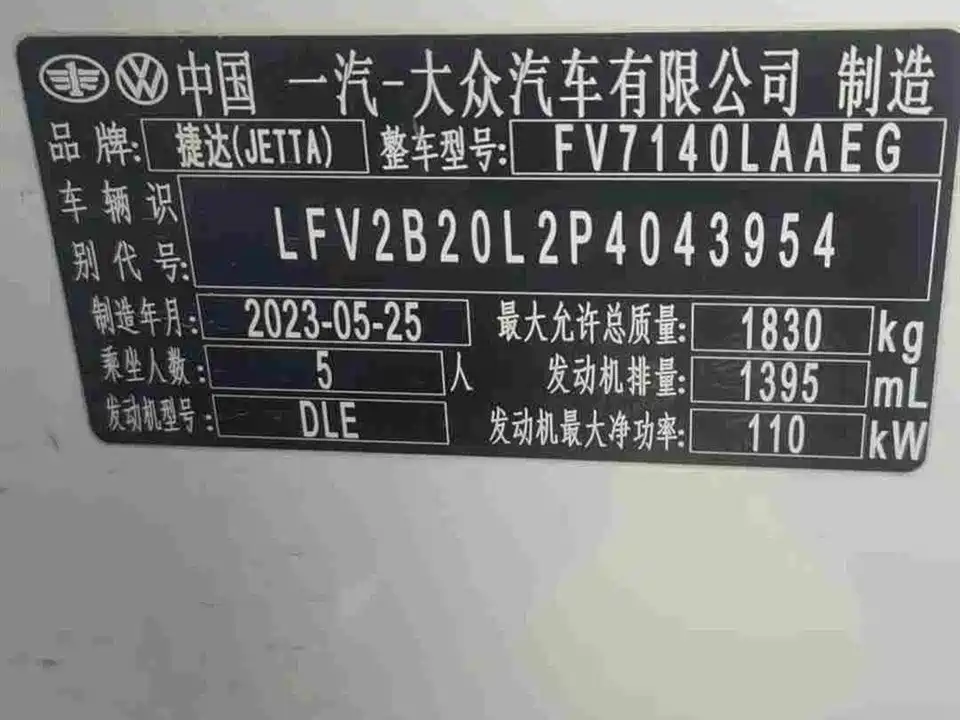 中国 一汽-大众汽车有限公司 制造
品牌: 捷达(JETTA) 整车型号: FV7140LAAEG
车辆识别代号: LFV2B20L2P4043954
制造年月: 2023-05-25 最大允许总质量: 1830 kg
乘坐人数: 5 人 发动机排量: 1395 mL
发动机型号: DLE 发动机最大净功率: 110 kW